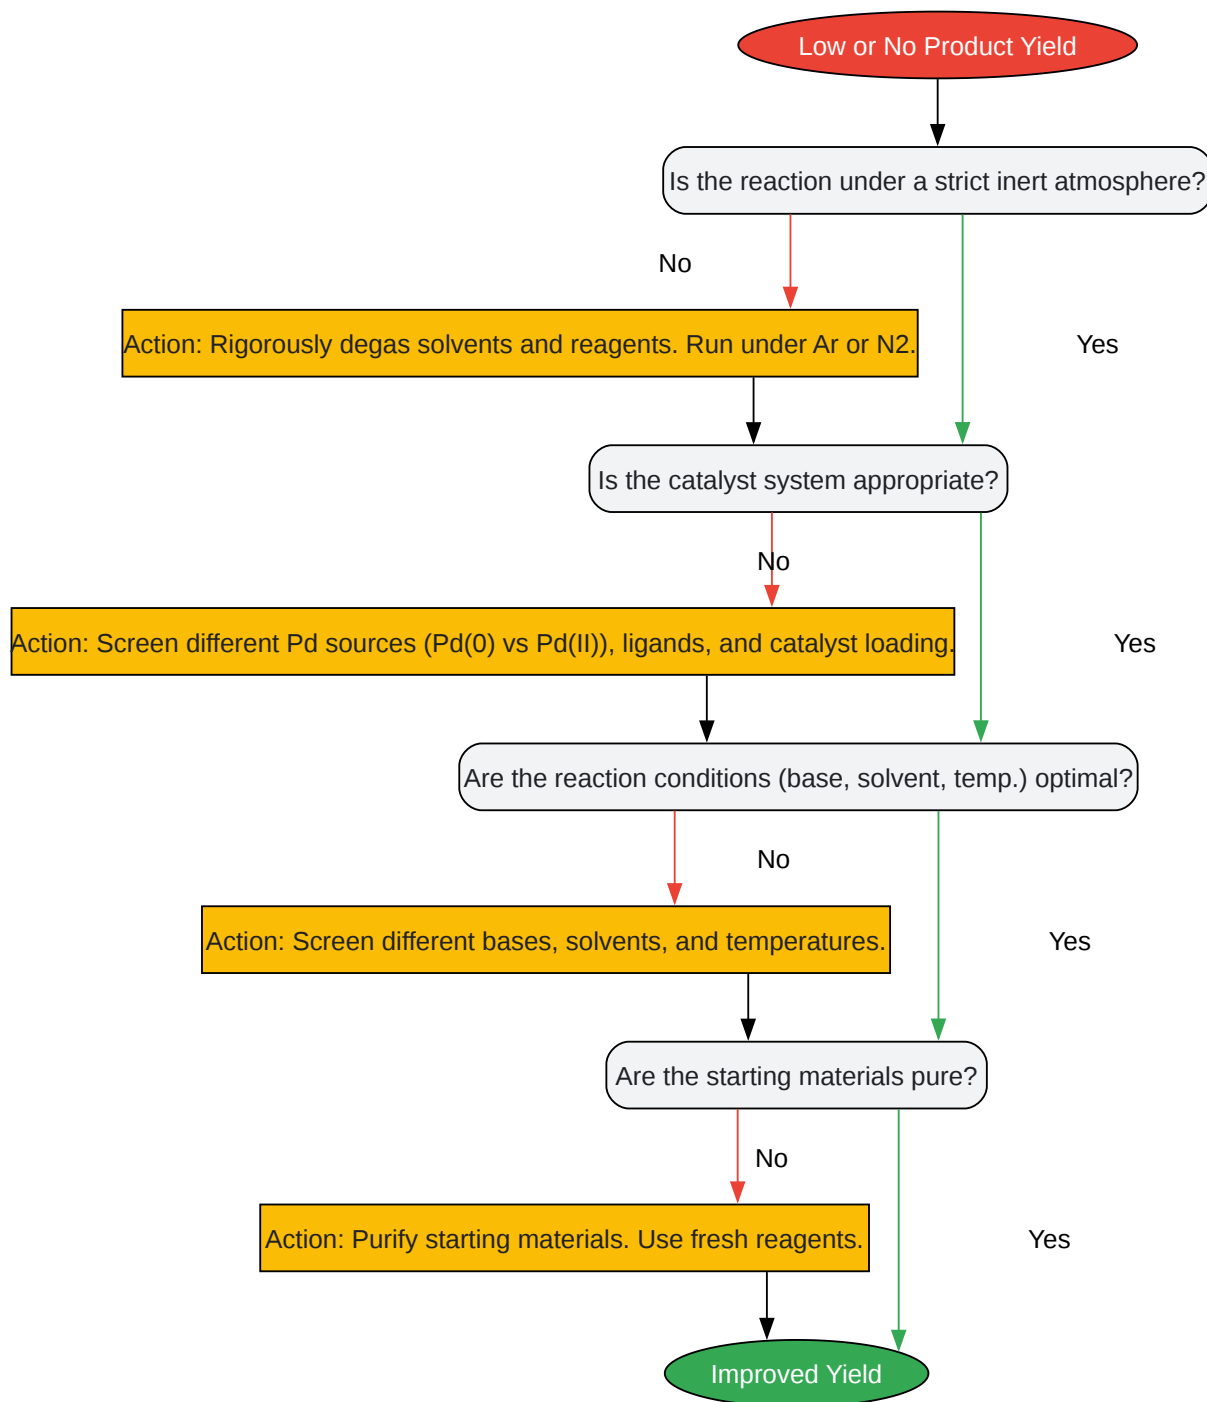 Low or No Product Yield
Is the reaction under a strict inert atmosphere?
No
Action: Rigorously degas solvents and reagents. Run under Ar or N2.
Yes
Is the catalyst system appropriate?
No
Action: Screen different Pd sources (Pd(0) vs Pd(II)), ligands, and catalyst loading.
Yes
Are the reaction conditions (base, solvent, temp.) optimal?
No
Action: Screen different bases, solvents, and temperatures.
Yes
Are the starting materials pure?
No
Action: Purify starting materials. Use fresh reagents.
Yes
Improved Yield